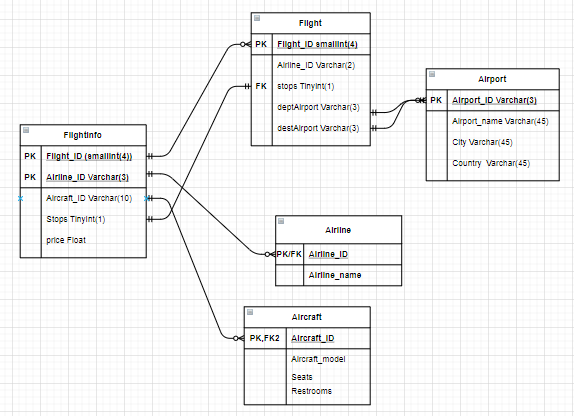 Flight
PK Flight_ID smallint(4)
Airline_ID Varchar(2)
FK stops Tinyint(1)
deptAirport Varchar(3)
destAirport Varchar(3)
Airport
PK Airport_ID Varchar(3)
Airport_name Varchar(45)
City Varchar(45)
Country Varchar(45)
FlightInfo
PK Flight_ID (smallint(4))
PK Airline_ID Varchar(3)
Aircraft_ID Varchar(10)
Stops Tinyint(1)
price Float
Airline
PK/FK Airline_ID
Airline_name
Aircraft
PK,FK2 Aircraft_ID
Aircraft_model
Seats
Restrooms